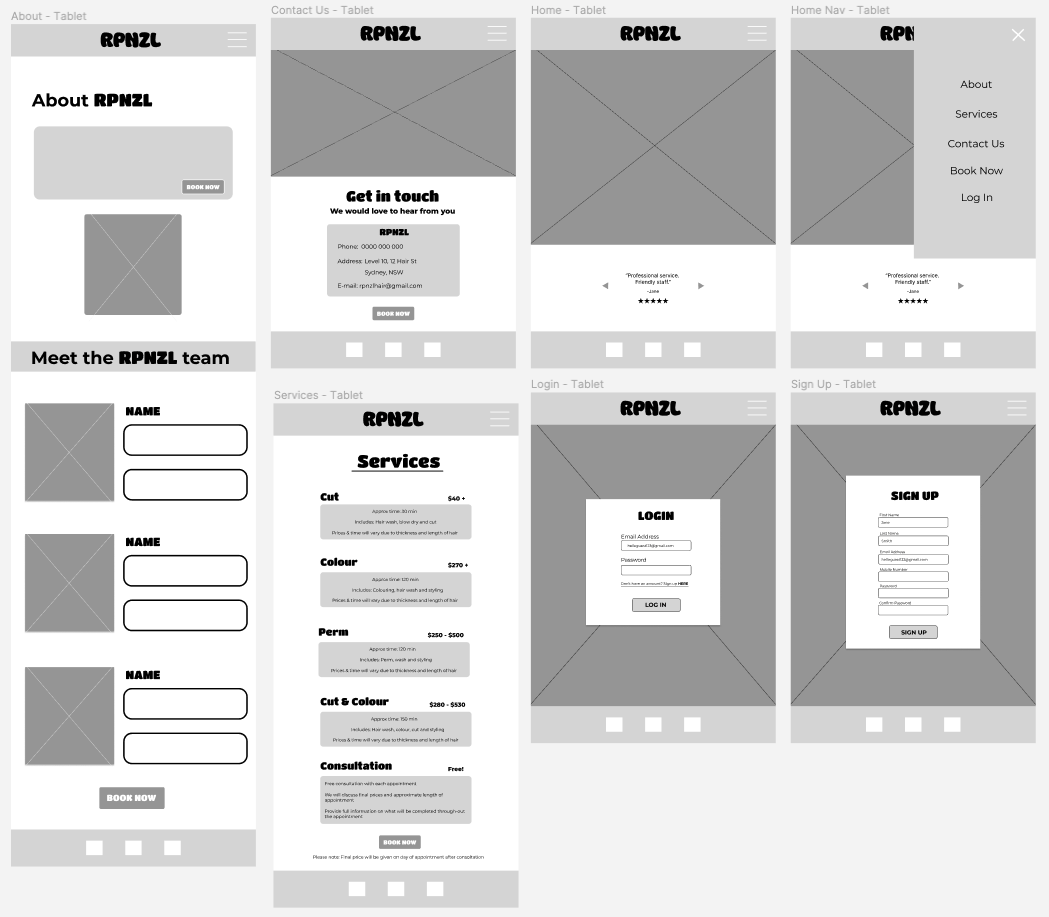 About - Tablet
RPNZL
About RPNZL
BOOK NOW
Meet the RPNZL team
NAME
NAME
NAME
BOOK NOW
Contact Us - Tablet
RPNZL
Get in touch
We would love to hear from you
RPNZL
Phone: 0000 000 000
Address: Level 10, 12 Hair St
Sydney, NSW
E-mail: rpnzlhair@gmail.com
BOOK NOW
Home - Tablet
RPNZL
"Professional service.
Friendly staff."
-Jane
★★★★★
Home Nav - Tablet
RPN
About
Services
Contact Us
Book Now
Log In
"Professional service.
Friendly staff."
-Jane
★★★★★
Services - Tablet
RPNZL
Services
Cut
$40 +
Approx time: 30 min
Includes: Hair wash, blow dry and cut
Prices & time will vary due to thickness and length of hair
Colour
$270 +
Approx time: 120 min
Includes: Colouring, hair wash and styling
Prices & time will vary due to thickness and length of hair
Perm
$250 - $500
Approx time: 120 min
Includes: Perm, wash and styling
Prices & time will vary due to thickness and length of hair
Cut & Colour
$280 - $530
Approx time: 150 min
Includes: Hair wash, colour, cut and styling
Prices & time will vary due to thickness and length of hair
Consultation
Free!
Free consultation with each appointment
We will discuss final prices and approximate length of
appointment
Provide full information on what will be completed through-out
the appointment
BOOK NOW
Please note: Final price will be given on day of appointment after consultation
Login - Tablet
RPNZL
LOGIN
Email Address
Password
Don't have an account? Sign up HERE
LOG IN
Sign Up - Tablet
RPNZL
SIGN UP
First Name
Last Name
Email Address
Mobile Number
Password
Confirm Password
SIGN UP